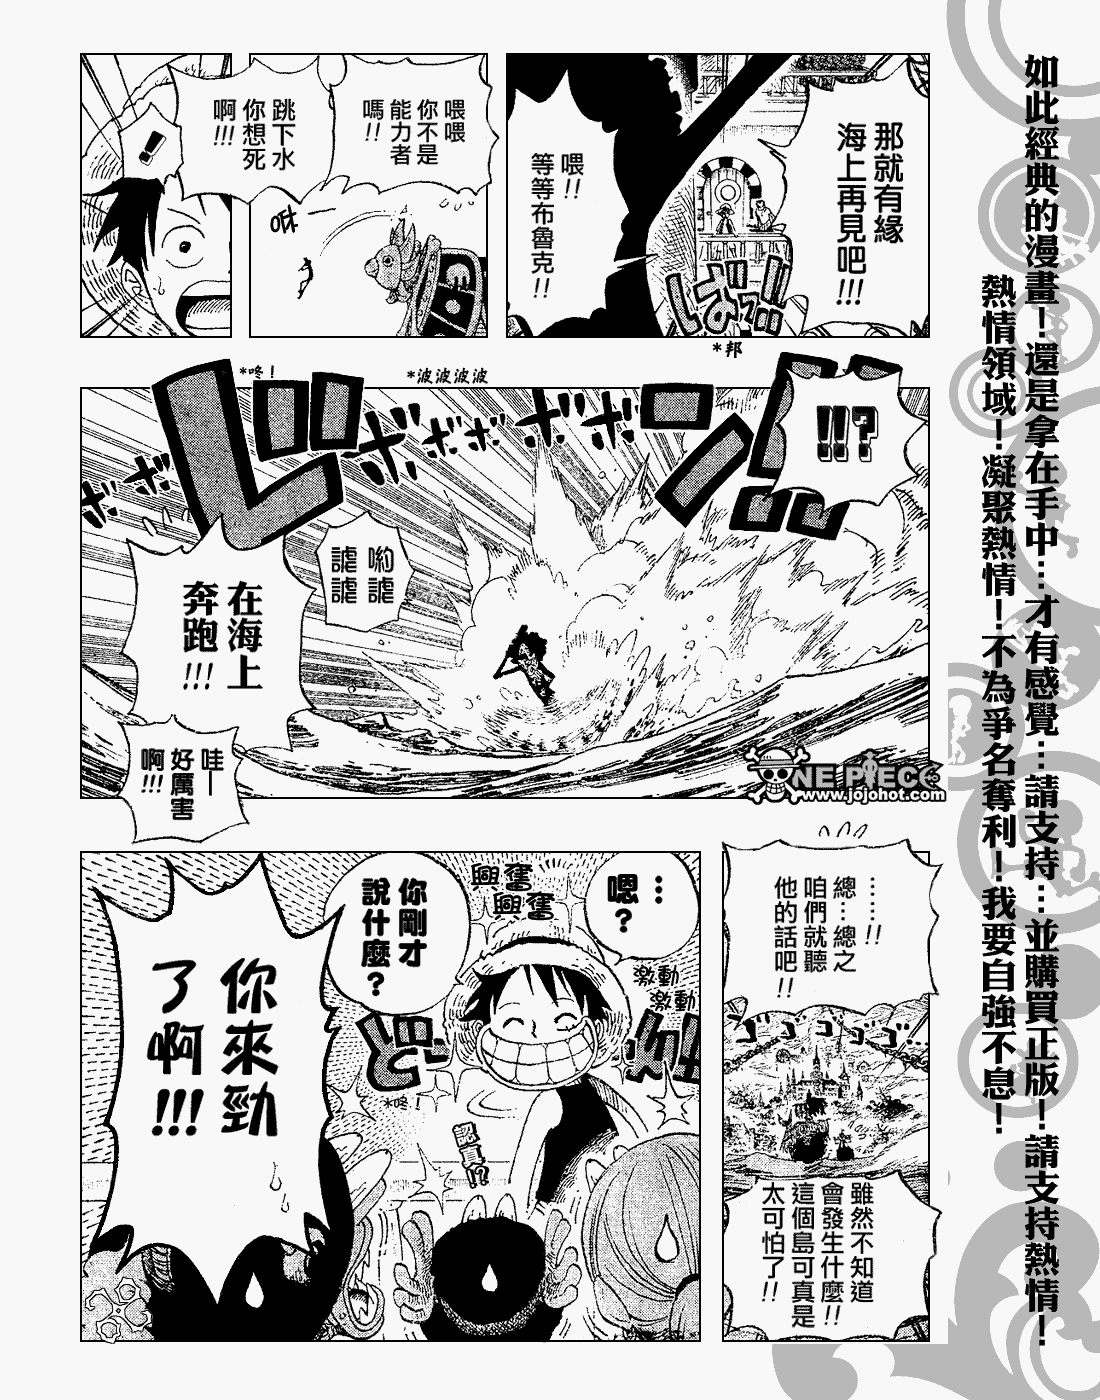 如此經典的漫畫！還是拿在手中…才有感覺…請支持…並購買正版！請支持熱情！
熱情領域！凝聚熱情！不為爭名奪利！我要自強不息！
那就有緣
海上再見吧!!!
喂!!
等等布魯克!!
ばっ!!
*邦
喂喂
你不是
能力者
嗎!!
跳下水
你想死
啊!!!
!
!!?
*波波波波
*咚！
喲謔
謔謔
在海上
奔跑!!!
哇—
好厲害
啊!!!
ONE PIECE
www.jojohot.com
……!!
總…總之
咱們就聽
他的話吧!!
ゴゴゴゴゴ…
雖然不知道
會發生什麼!!
這個島可真是
太可怕了!!
…
嗯?
興奮
興奮
激動
激動
你剛才
說什麼?
*咚！
認真!?
你來勁
了啊!!!